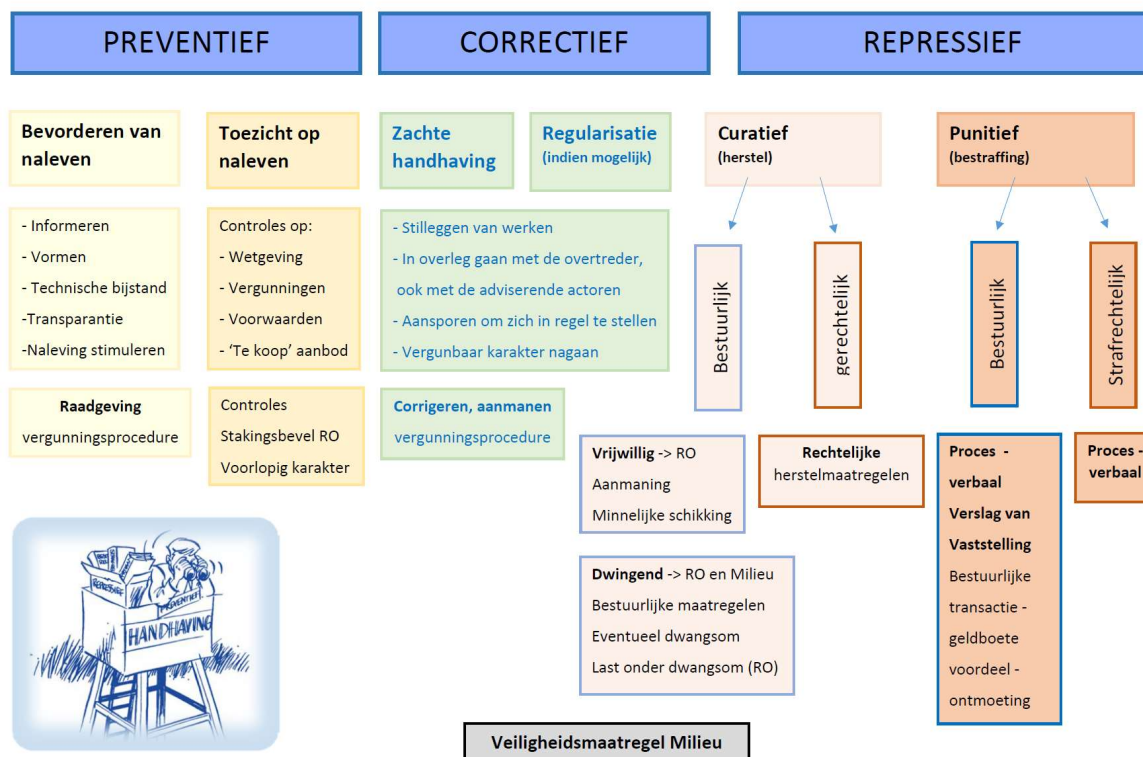 PREVENTIEF
CORRECTIEF
REPRESSIEF
Bevorderen van
naleven
Toezicht op
naleven
Zachte
handhaving
Regularisatie
(indien mogelijk)
Curatief
(herstel)
Punitief
(bestraffing)
- Informeren
- Vormen
- Technische bijstand
-Transparantie
-Naleving stimuleren
Controles op:
- Wetgeving
- Vergunningen
- Voorwaarden
- ‘Te koop’ aanbod
- Stilleggen van werken
- In overleg gaan met de overtreder,
ook met de adviserende actoren
- Aansporen om zich in regel te stellen
- Vergunbaar karakter nagaan
Bestuurlijk
gerechtelijk
Bestuurlijk
Strafrechtelijk
Raadgeving
vergunningsprocedure
Controles
Stakingsbevel RO
Voorlopig karakter
Corrigeren, aanmanen
vergunningsprocedure
Vrijwillig -> RO
Aanmaning
Minnelijke schikking
Rechtelijke
herstelmaatregelen
Proces -
verbaal
Verslag van
Vaststelling
Bestuurlijke
transactie -
geldboete
voordeel -
ontmoeting
Proces -
verbaal
Dwingend -> RO en Milieu
Bestuurlijke maatregelen
Eventueel dwangsom
Last onder dwangsom (RO)
REPRESSIEF
PREVENTIEF
HANDHAVING
Veiligheidsmaatregel Milieu